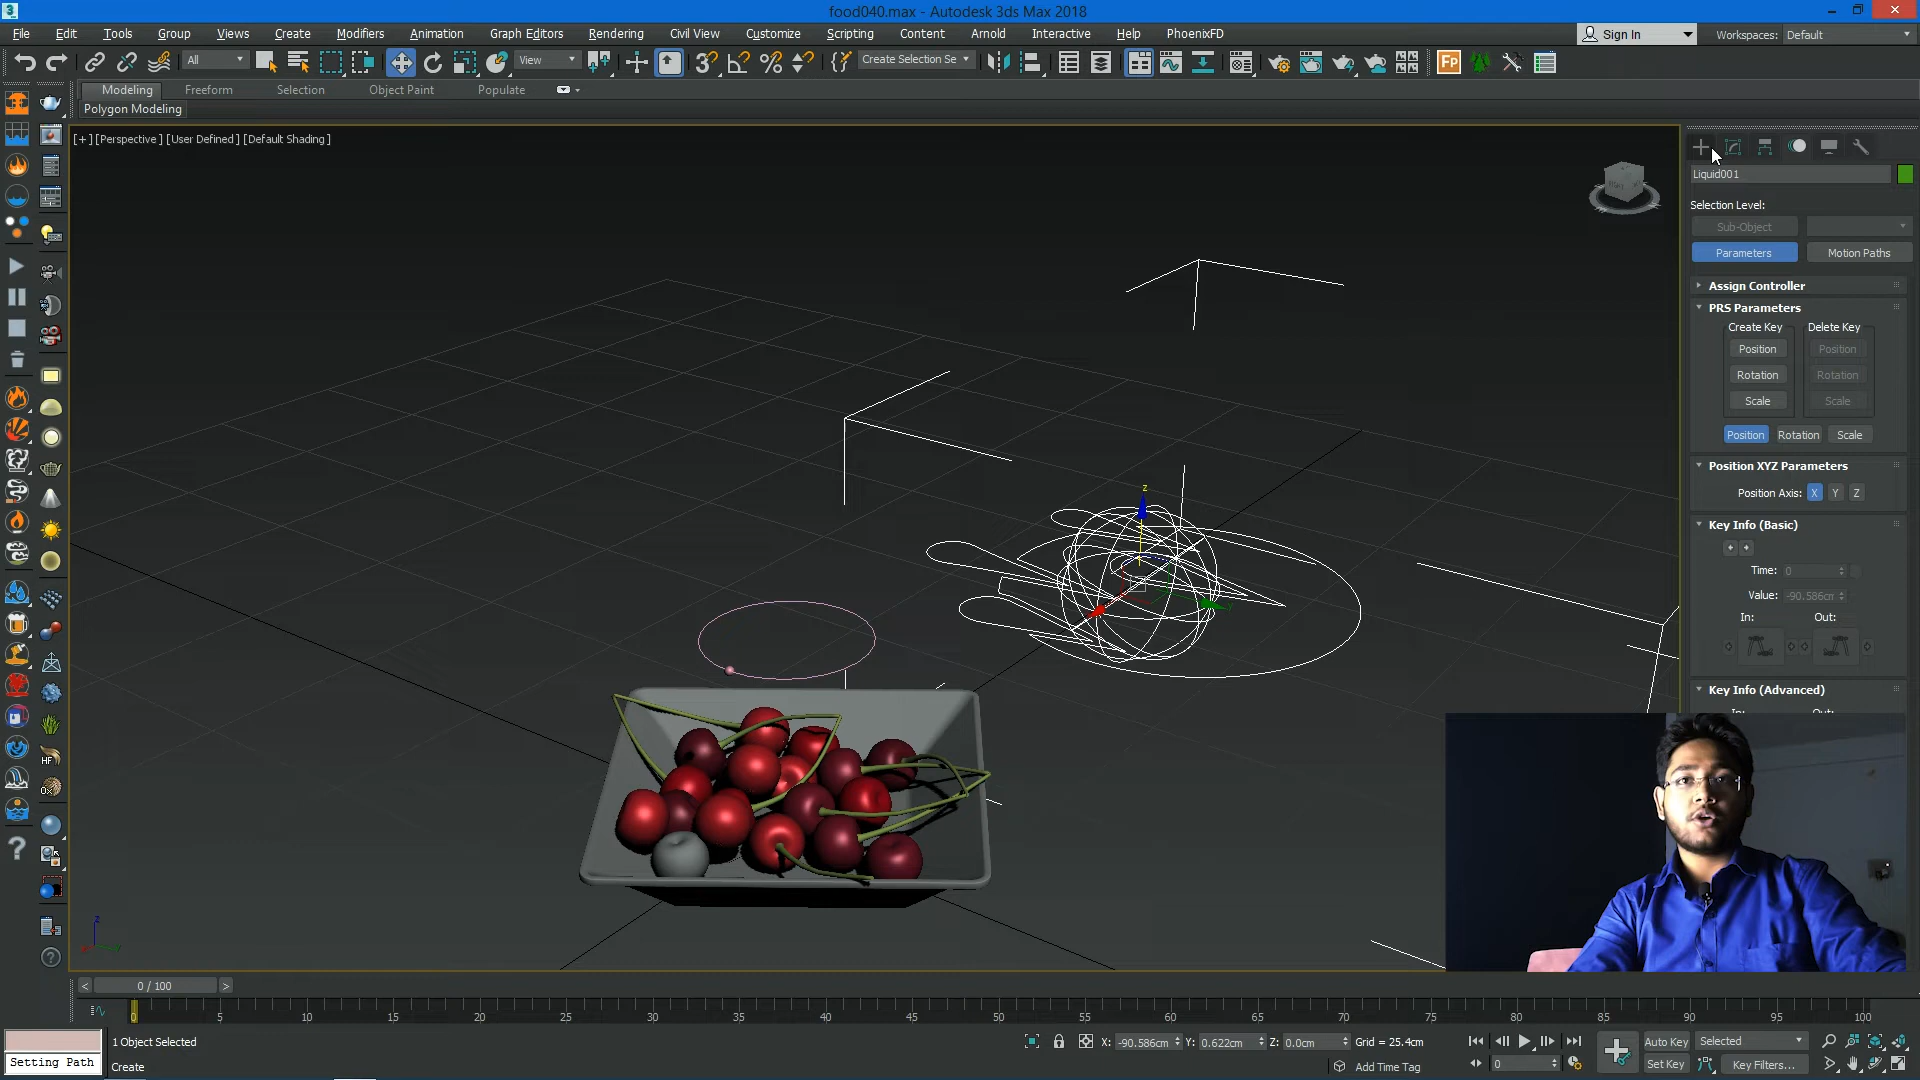 food040.max - Autodesk 3ds Max 2018
File Edit Tools Group Views Create Modifiers Animation Graph Editors Rendering Civil View Customize Scripting Content Arnold Interactive Help PhoenixFD
Sign In
Workspaces: Default
All
View
Create Selection Se
Fp
Modeling Freeform Selection Object Paint Populate
Polygon Modeling
[+] [Perspective ] [User Defined ] [Default Shading ]
Liquid001
Selection Level:
Sub-Object
Parameters Motion Paths
Assign Controller
PRS Parameters
Create Key Delete Key
Position Position
Rotation Rotation
Scale Scale
Position Rotation Scale
Position XYZ Parameters
Position Axis: X Y Z
Key Info (Basic)
Time: 0
Value: -90.586cm
In: Out:
Key Info (Advanced)
In: Out:
z
z
HF
0 / 100
0 5 10 15 20 25 30 35 40 45 50 55 60 65 70 75 80 85 90 95 100
1 Object Selected
X: -90.586cm Y: 0.622cm Z: 0.0cm Grid = 25.4cm
Auto Key Selected
Setting Path
Create
Add Time Tag
0
Set Key Key Filters...